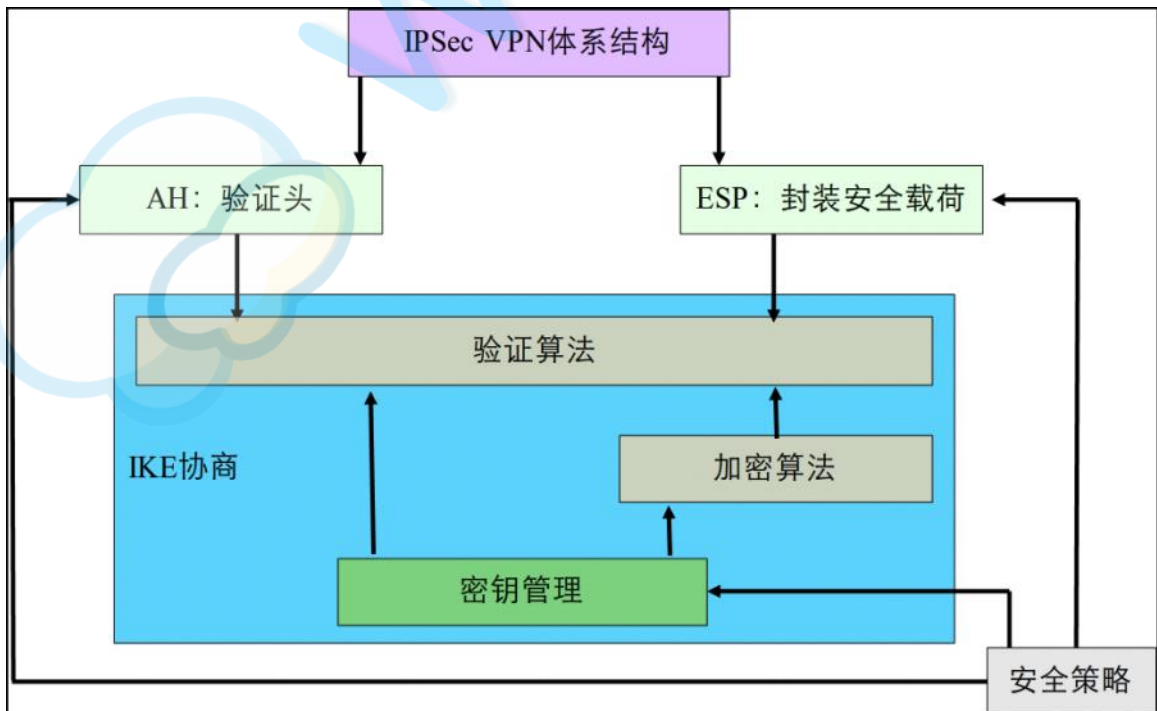 IPSec VPN体系结构
AH：验证头
ESP：封装安全载荷
验证算法
IKE协商
加密算法
密钥管理
安全策略